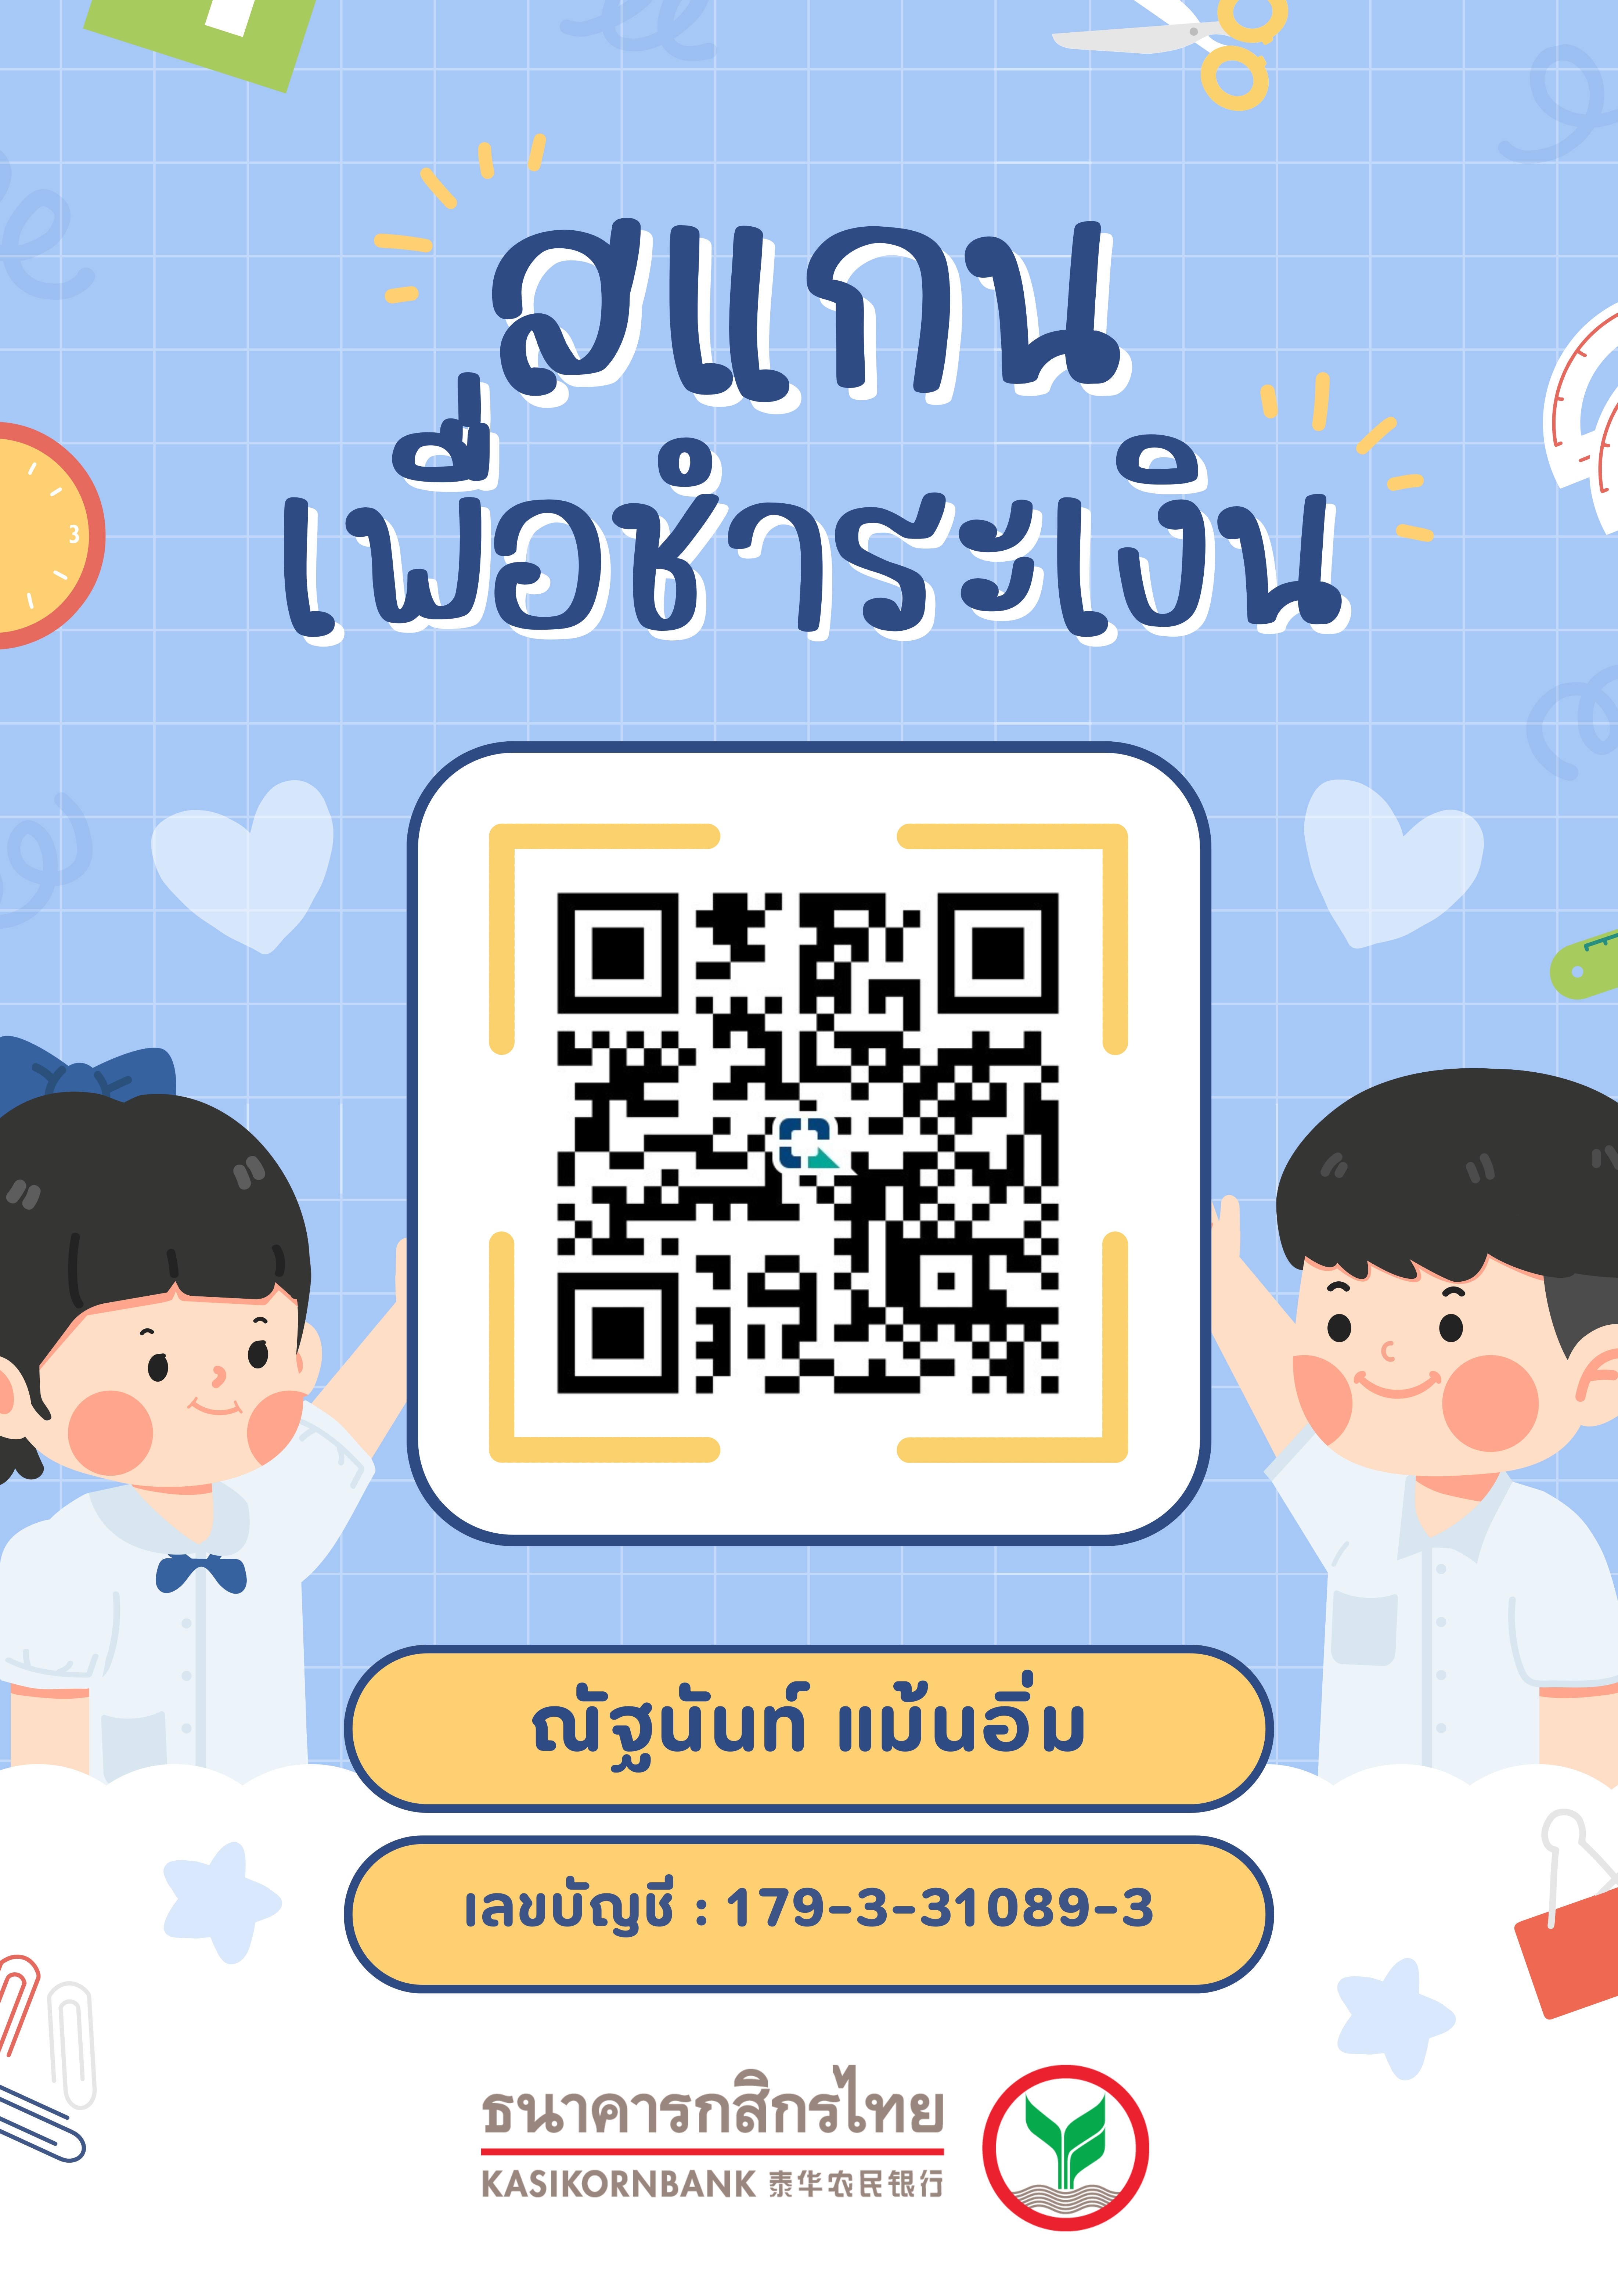 สแกน
เพื่อชำระเงิน
3
ณัฐนันท์ แป้นอิ่ม
เลขบัญชี : 179-3-31089-3
ธนาคารกสิกรไทย
KASIKORNBANK 泰华农民银行